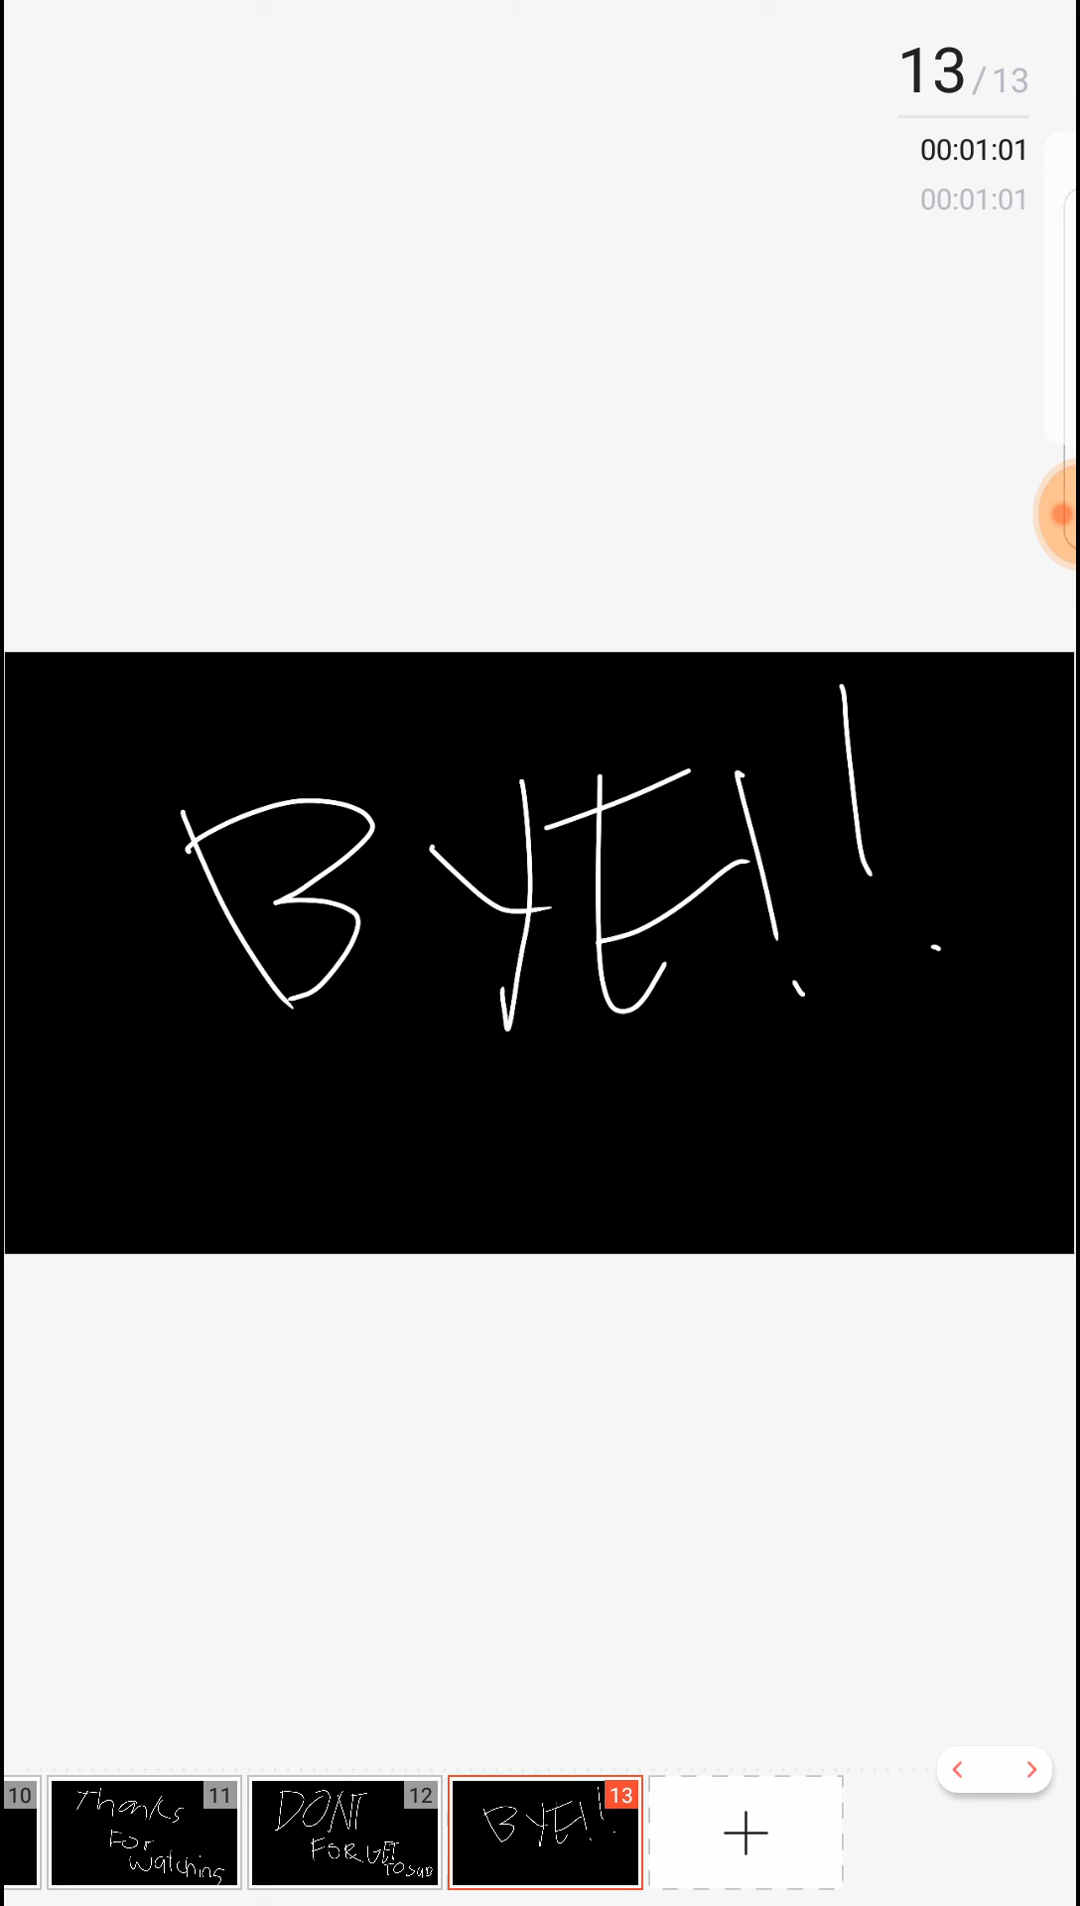 13/13
00:01:01
00:01:01
BYE!!
10
11
Thanks
For
watching
12
DONT
FORGET
TO SUB
13
BYE!!